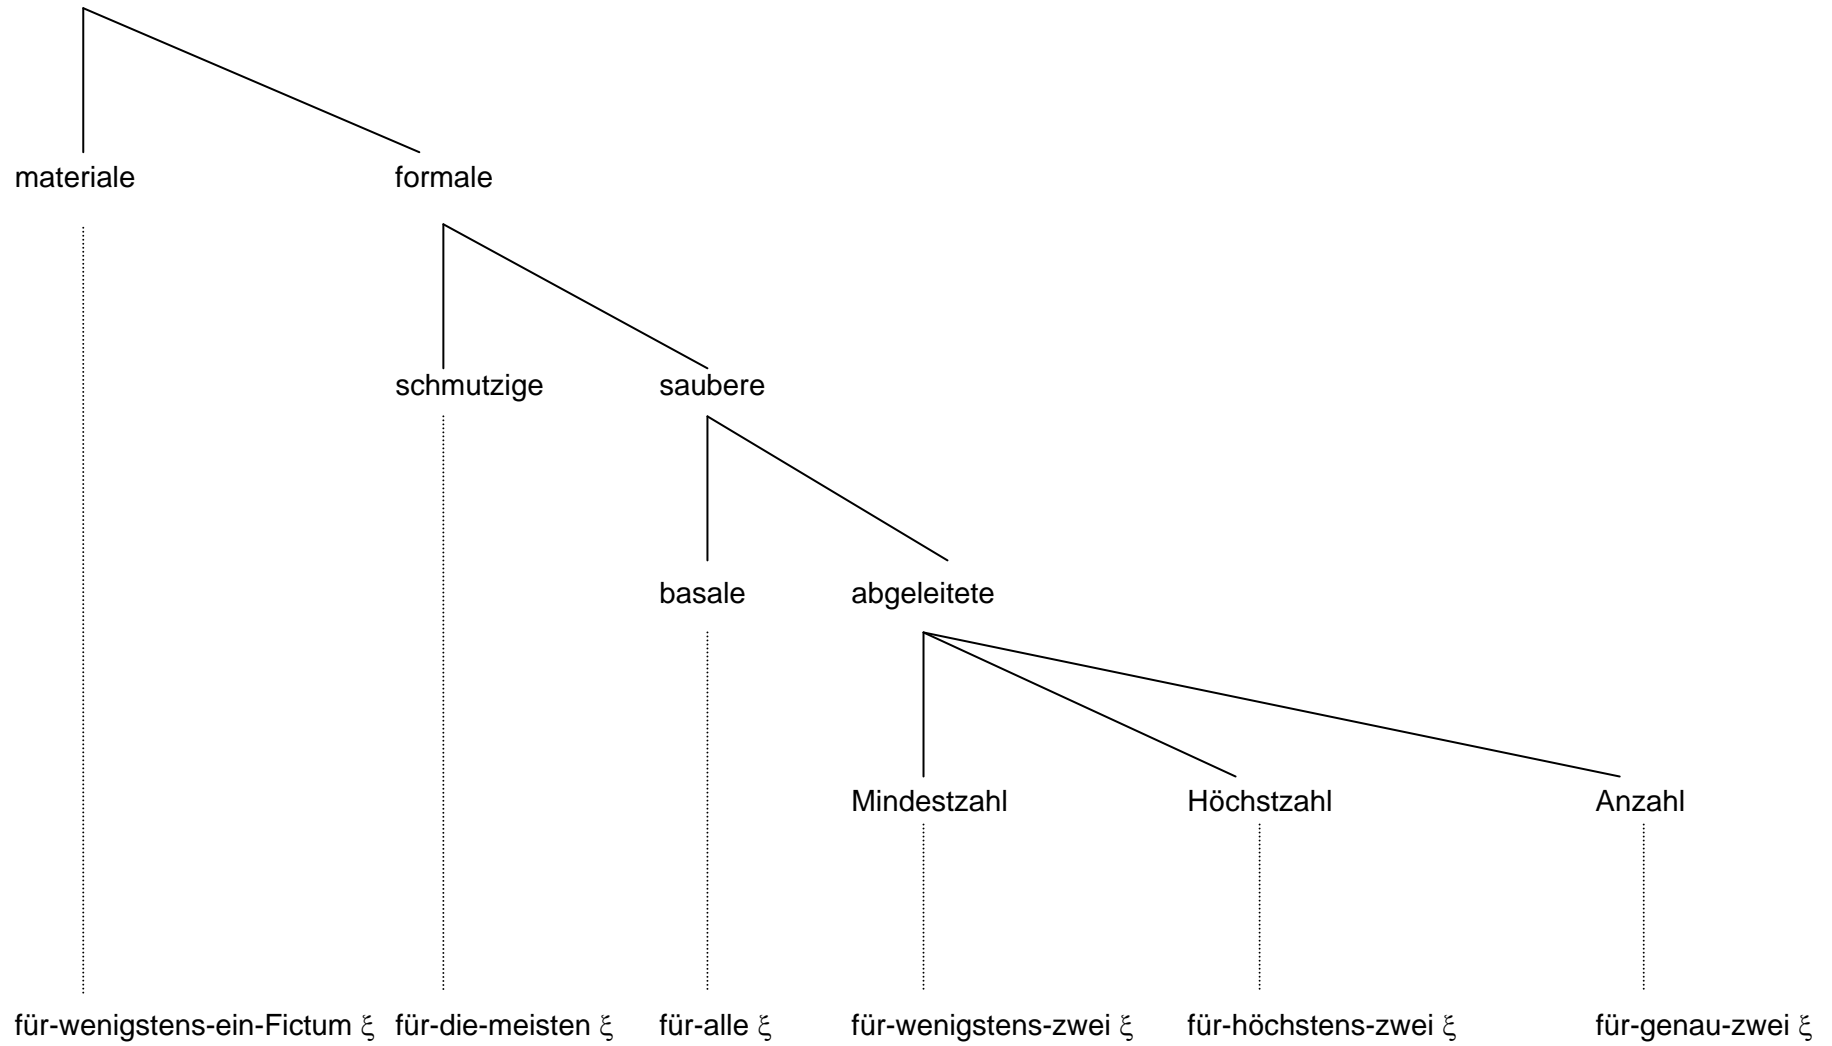 materiale formale
schmutzige saubere
basale abgeleitete
Mindestzahl Höchstzahl Anzahl
für-wenigstens-ein-Fictum ξ für-die-meisten ξ für-alle ξ für-wenigstens-zwei ξ für-höchstens-zwei ξ für-genau-zwei ξ